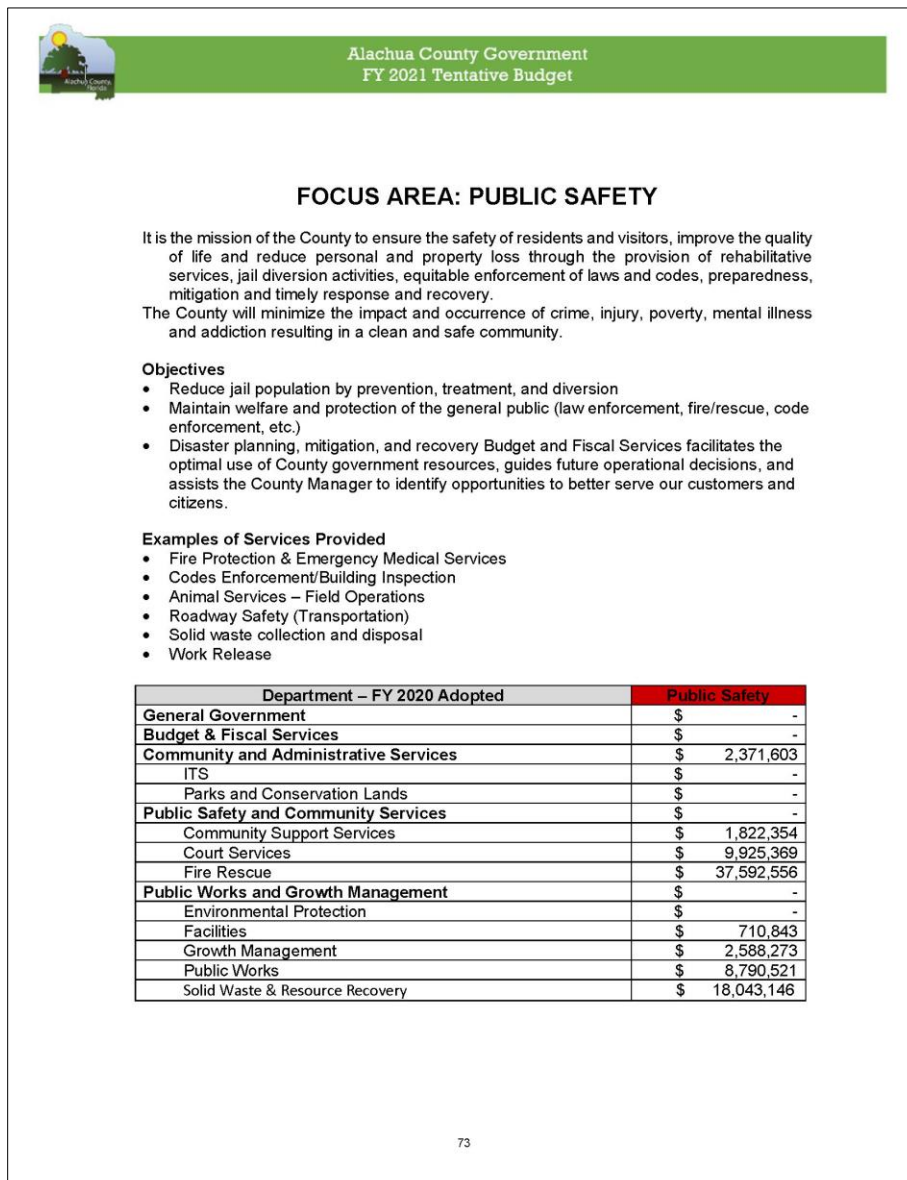 Alachua County, Florida
Alachua County Government
FY 2021 Tentative Budget
FOCUS AREA: PUBLIC SAFETY
It is the mission of the County to ensure the safety of residents and visitors, improve the quality
of life and reduce personal and property loss through the provision of rehabilitative
services, jail diversion activities, equitable enforcement of laws and codes, preparedness,
mitigation and timely response and recovery.
The County will minimize the impact and occurrence of crime, injury, poverty, mental illness
and addiction resulting in a clean and safe community.
Objectives
• Reduce jail population by prevention, treatment, and diversion
• Maintain welfare and protection of the general public (law enforcement, fire/rescue, code
enforcement, etc.)
• Disaster planning, mitigation, and recovery Budget and Fiscal Services facilitates the
optimal use of County government resources, guides future operational decisions, and
assists the County Manager to identify opportunities to better serve our customers and
citizens.
Examples of Services Provided
• Fire Protection & Emergency Medical Services
• Codes Enforcement/Building Inspection
• Animal Services – Field Operations
• Roadway Safety (Transportation)
• Solid waste collection and disposal
• Work Release
Department – FY 2020 Adopted Public Safety
General Government $ -
Budget & Fiscal Services $ -
Community and Administrative Services $ 2,371,603
ITS $ -
Parks and Conservation Lands $ -
Public Safety and Community Services $ -
Community Support Services $ 1,822,354
Court Services $ 9,925,369
Fire Rescue $ 37,592,556
Public Works and Growth Management $ -
Environmental Protection $ -
Facilities $ 710,843
Growth Management $ 2,588,273
Public Works $ 8,790,521
Solid Waste & Resource Recovery $ 18,043,146
73